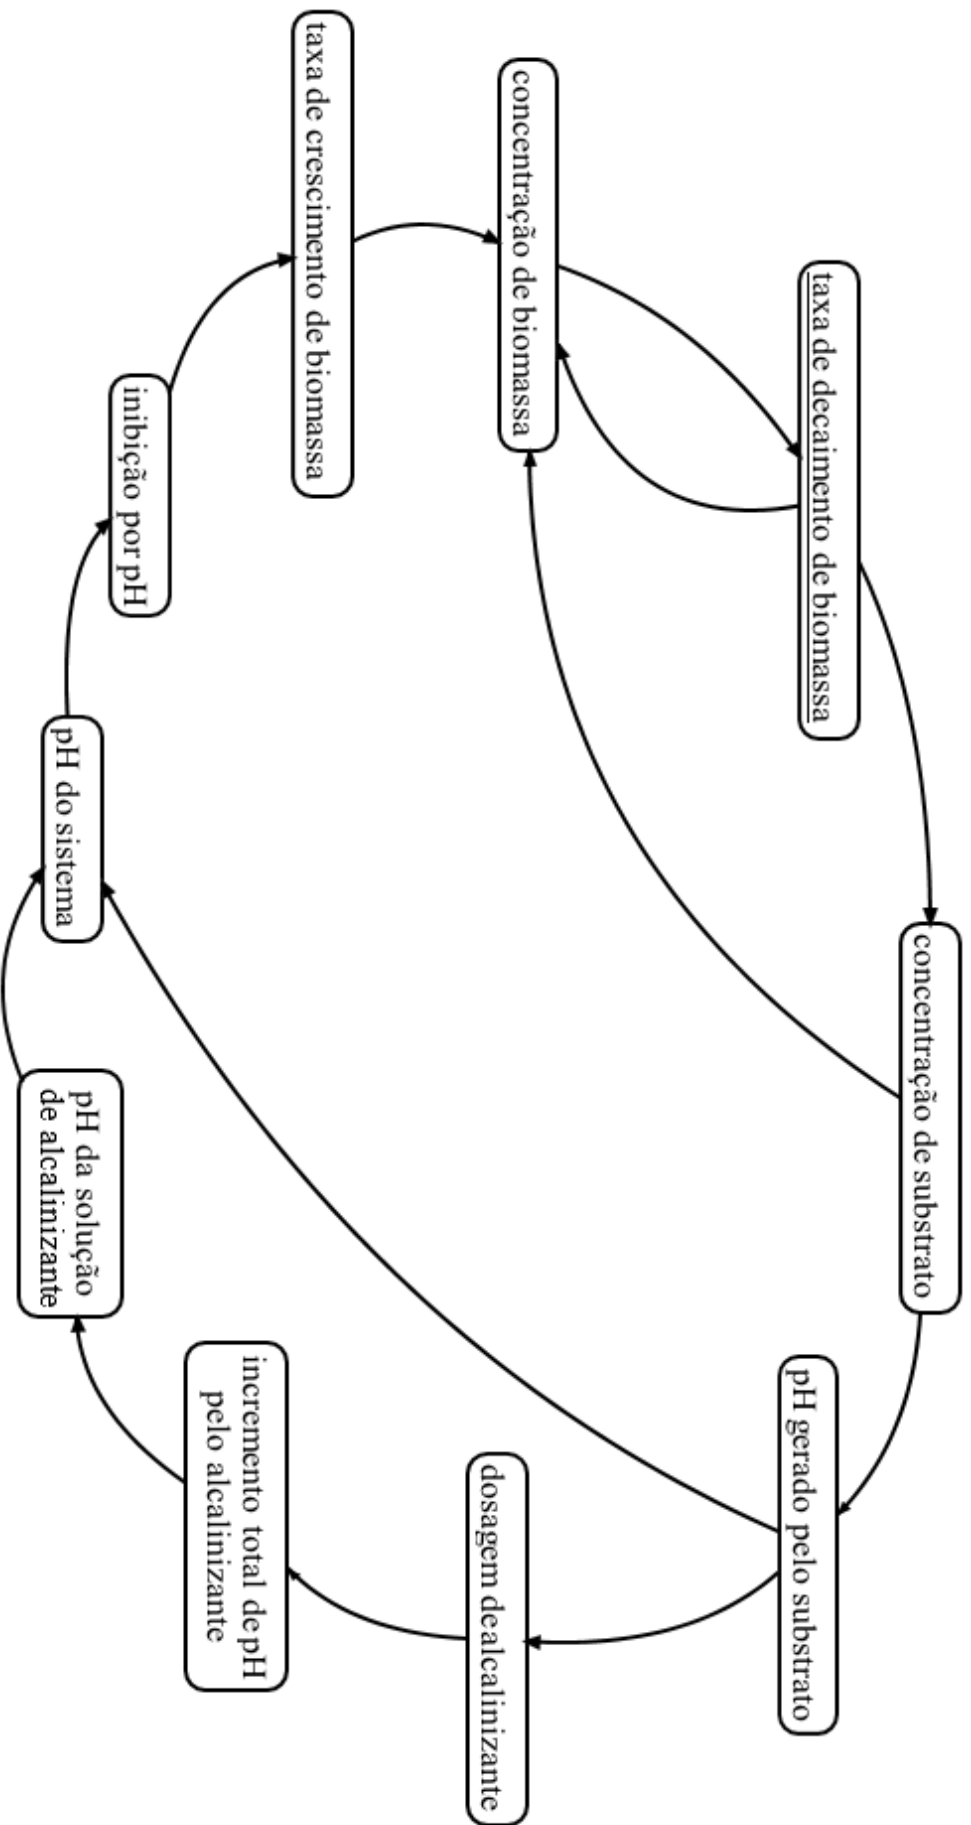 taxa de decaimento de biomassa
concentração de substrato
concentração de biomassa
pH gerado pelo substrato
taxa de crescimento de biomassa
dosagem de alcalinizante
inibição por pH
incremento total de pH
pelo alcalinizante
pH do sistema
pH da solução
de alcalinizante